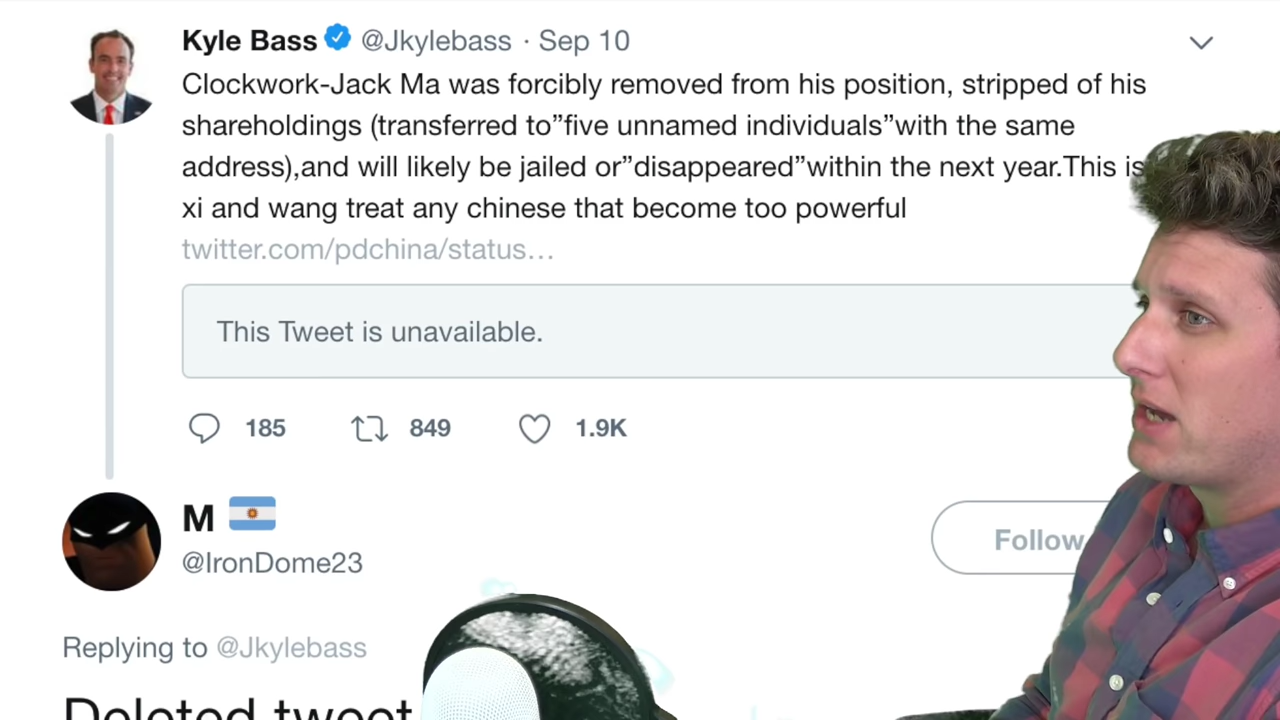 Kyle Bass @Jkylebass · Sep 10
Clockwork-Jack Ma was forcibly removed from his position, stripped of his
shareholdings (transferred to”five unnamed individuals”with the same
address),and will likely be jailed or”disappeared”within the next year.This is
xi and wang treat any chinese that become too powerful
twitter.com/pdchina/status…
This Tweet is unavailable.
185 849 1.9K
M
@IronDome23
Follow
Replying to @Jkylebass
Deleted tweet